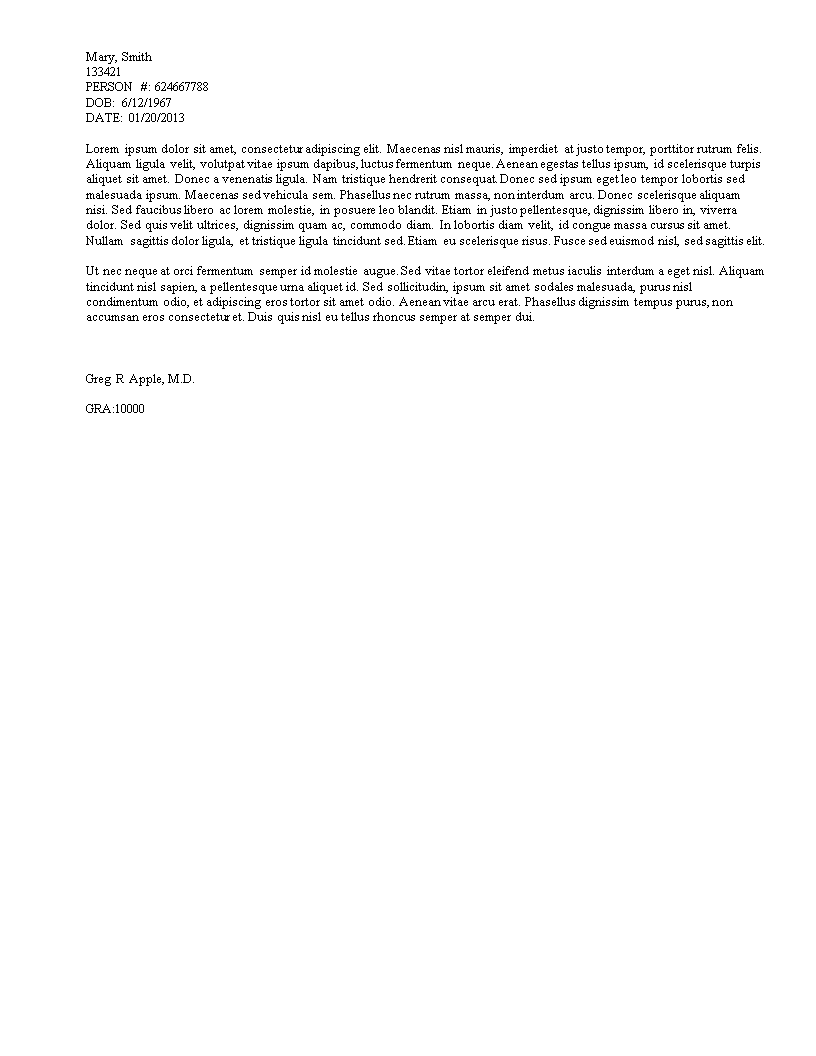 Mary, Smith
133421
PERSON #: 624667788
DOB: 6/12/1967
DATE: 01/20/2013
Lorem ipsum dolor sit amet, consectetur adipiscing elit. Maecenas nisl mauris, imperdiet at justo tempor, porttitor rutrum felis.
Aliquam ligula velit, volutpat vitae ipsum dapibus, luctus fermentum neque. Aenean egestas tellus ipsum, id scelerisque turpis
aliquet sit amet. Donec a venenatis ligula. Nam tristique hendrerit consequat. Donec sed ipsum eget leo tempor lobortis sed
malesuada ipsum. Maecenas sed vehicula sem. Phasellus nec rutrum massa, non interdum arcu. Donec scelerisque aliquam
nisi. Sed faucibus libero ac lorem molestie, in posuere leo blandit. Etiam in justo pellentesque, dignissim libero in, viverra
dolor. Sed quis velit ultrices, dignissim quam ac, commodo diam. In lobortis diam velit, id congue massa cursus sit amet.
Nullam sagittis dolor ligula, et tristique ligula tincidunt sed. Etiam eu scelerisque risus. Fusce sed euismod nisl, sed sagittis elit.
Ut nec neque at orci fermentum semper id molestie augue. Sed vitae tortor eleifend metus iaculis interdum a eget nisl. Aliquam
tincidunt nisl sapien, a pellentesque urna aliquet id. Sed sollicitudin, ipsum sit amet sodales malesuada, purus nisl
condimentum odio, et adipiscing eros tortor sit amet odio. Aenean vitae arcu erat. Phasellus dignissim tempus purus, non
accumsan eros consectetur et. Duis quis nisl eu tellus rhoncus semper at semper dui.
Greg R Apple, M.D.
GRA:10000